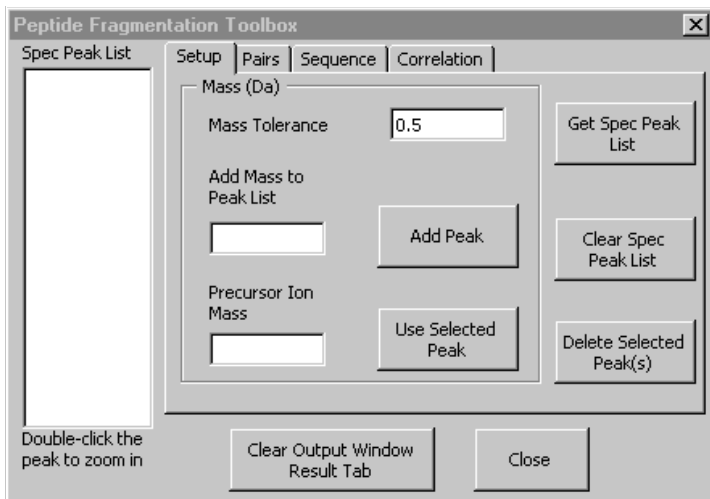 Peptide Fragmentation Toolbox
Spec Peak List
Setup
Pairs
Sequence
Correlation
Mass (Da)
Mass Tolerance
0.5
Get Spec Peak
List
Add Mass to
Peak List
Add Peak
Clear Spec
Peak List
Precursor Ion
Mass
Use Selected
Peak
Delete Selected
Peak(s)
Double-click the
peak to zoom in
Clear Output Window
Result Tab
Close